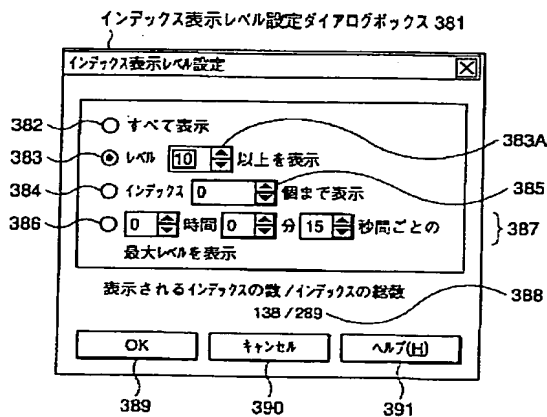 インデックス表示レベル設定ダイアログボックス 381
インデックス表示レベル設定
382 すべて表示
383 レベル 10 以上を表示 383A
384 インデックス 0 個まで表示 385
386 0 時間 0 分 15 秒間ごとの 387
最大レベルを表示
表示されるインデックスの数/インデックスの総数 388
138/289
OK キャンセル ヘルプ(H)
389 390 391